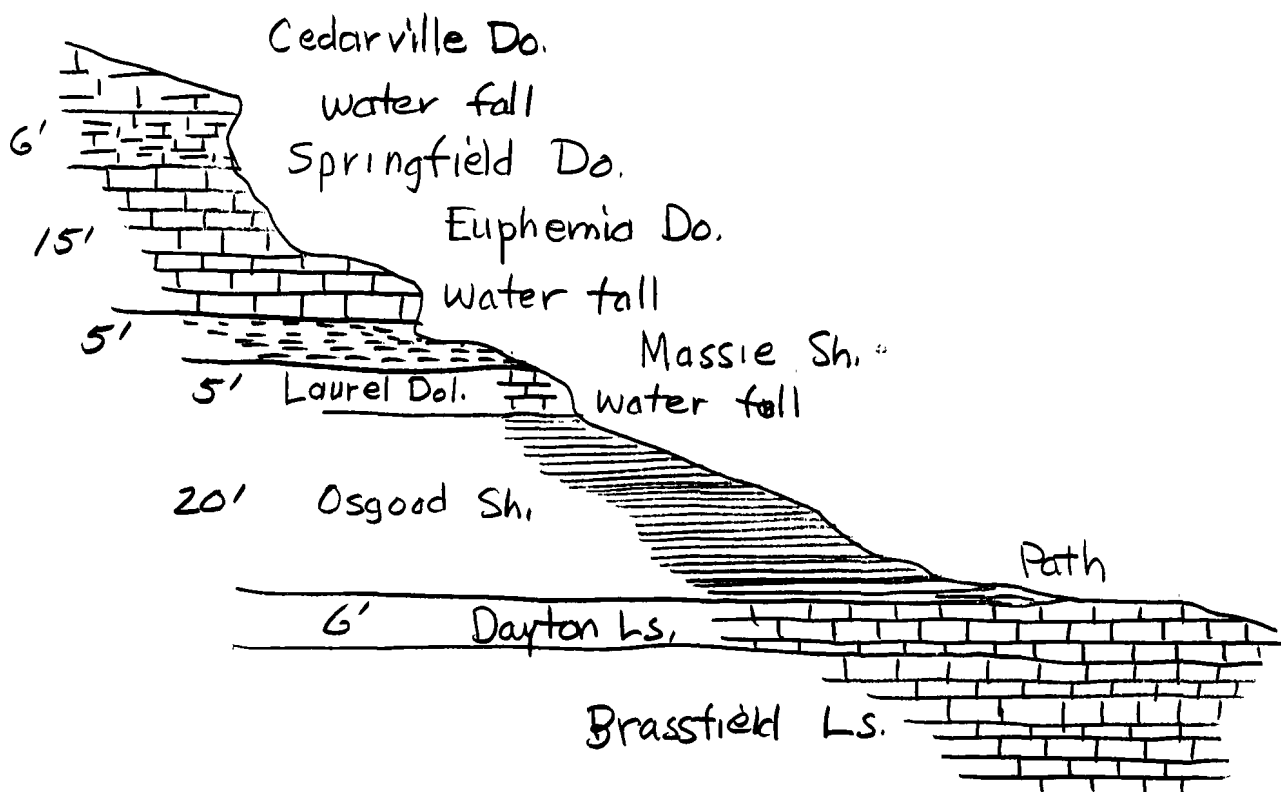 Cedarville Do.
water fall
6'
Springfield Do.
Euphemia Do.
15'
water fall
5'
Massie Sh.
5' Laurel Dol.
water fall
20' Osgood Sh.
Path
6' Dayton Ls.
Brassfield Ls.